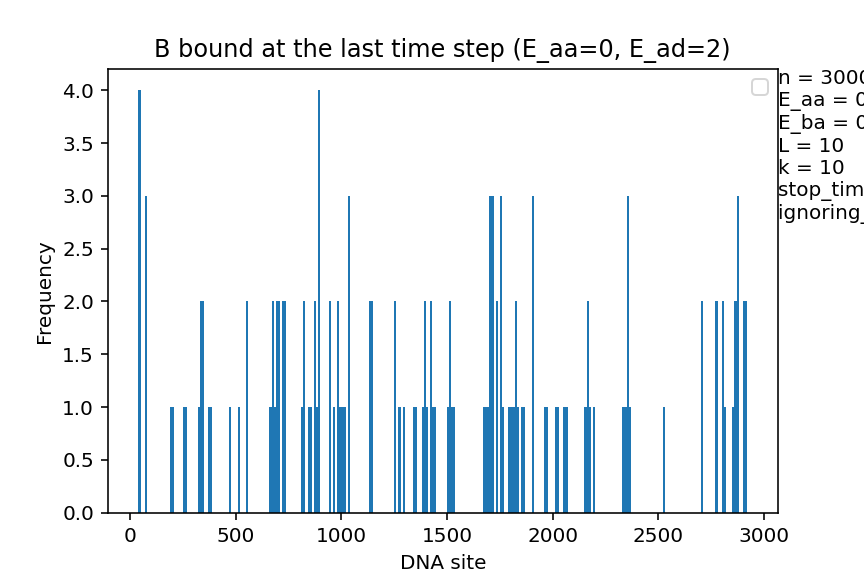 B bound at the last time step (E_aa=0, E_ad=2)
n = 3000
E_aa = 0
E_ba = 0
L = 10
k = 10
stop_tim
ignoring_
Frequency
4.0
3.5
3.0
2.5
2.0
1.5
1.0
0.5
0.0
0 500 1000 1500 2000 2500 3000
DNA site